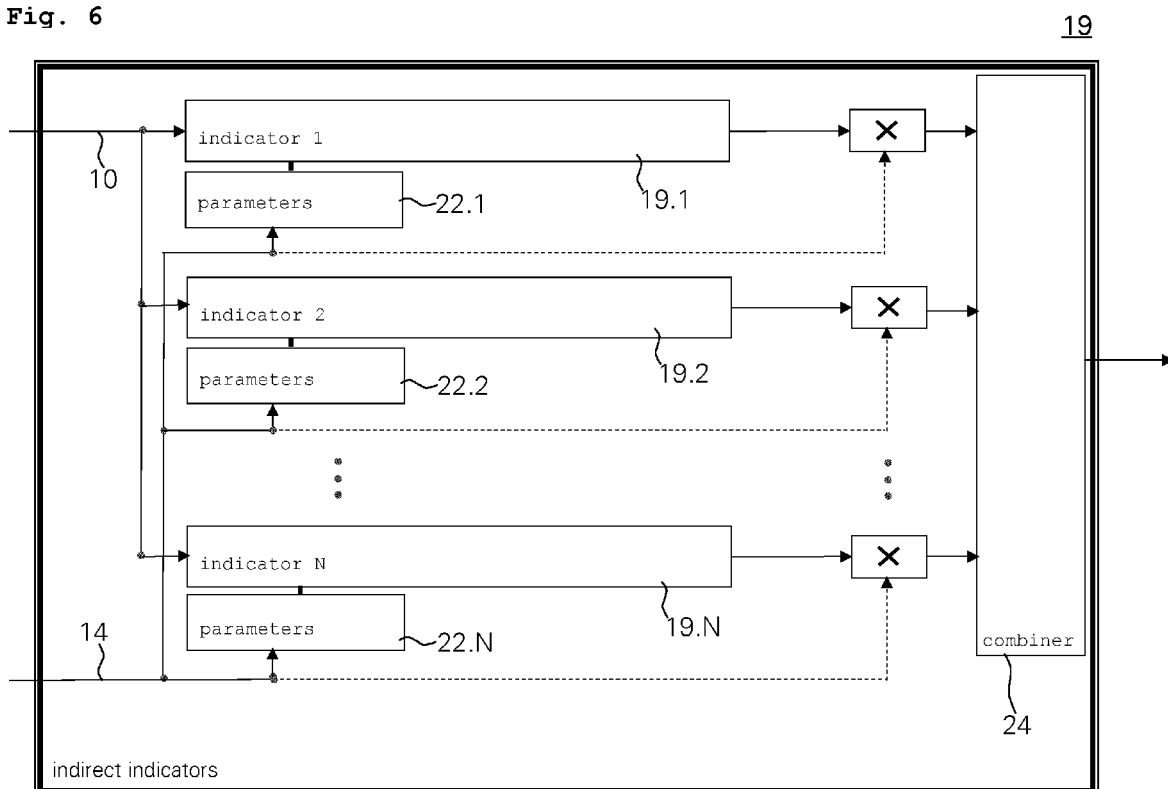 Fig. 6
19
indicator 1
10
parameters
22.1
19.1
indicator 2
parameters
22.2
19.2
indicator N
parameters
22.N
19.N
14
combiner
24
indirect indicators